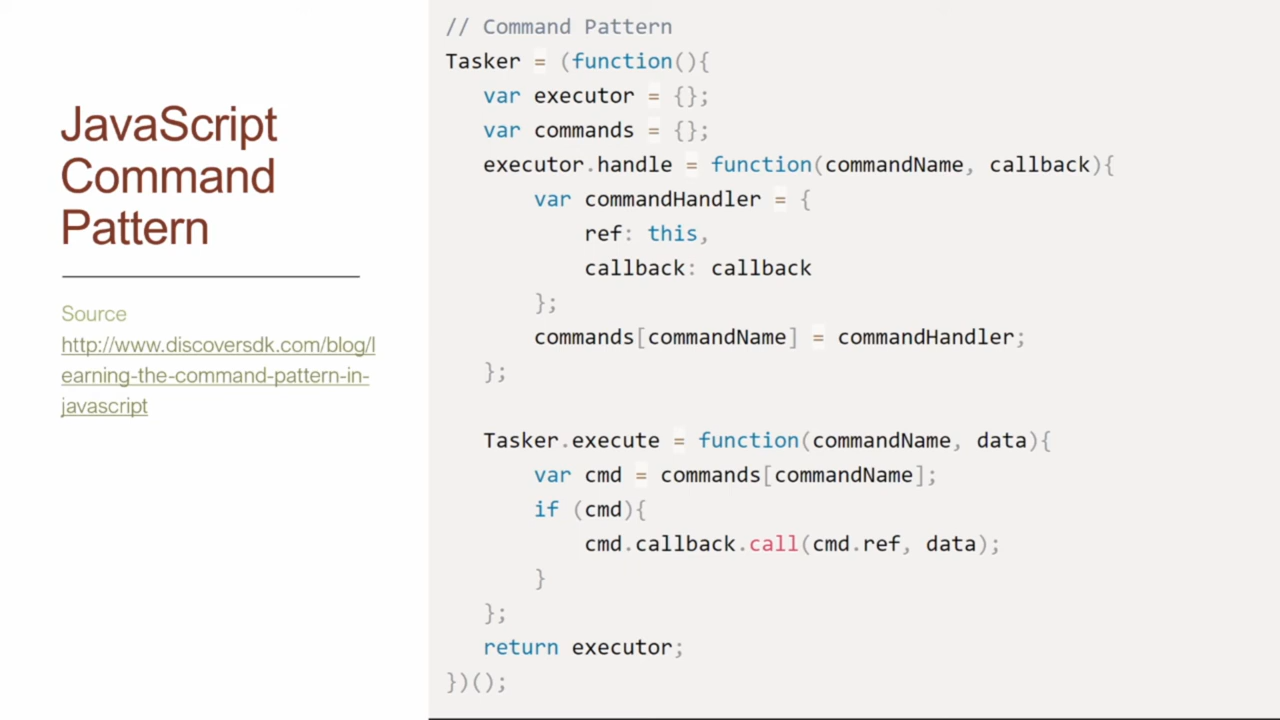 JavaScript
Command
Pattern
Source
http://www.discoversdk.com/blog/l
earning-the-command-pattern-in-
javascript
// Command Pattern
Tasker = (function(){
   var executor = {};
   var commands = {};
   executor.handle = function(commandName, callback){
       var commandHandler = {
           ref: this,
           callback: callback
       };
       commands[commandName] = commandHandler;
   };

   Tasker.execute = function(commandName, data){
       var cmd = commands[commandName];
       if (cmd){
           cmd.callback.call(cmd.ref, data);
       }
   };
   return executor;
})();